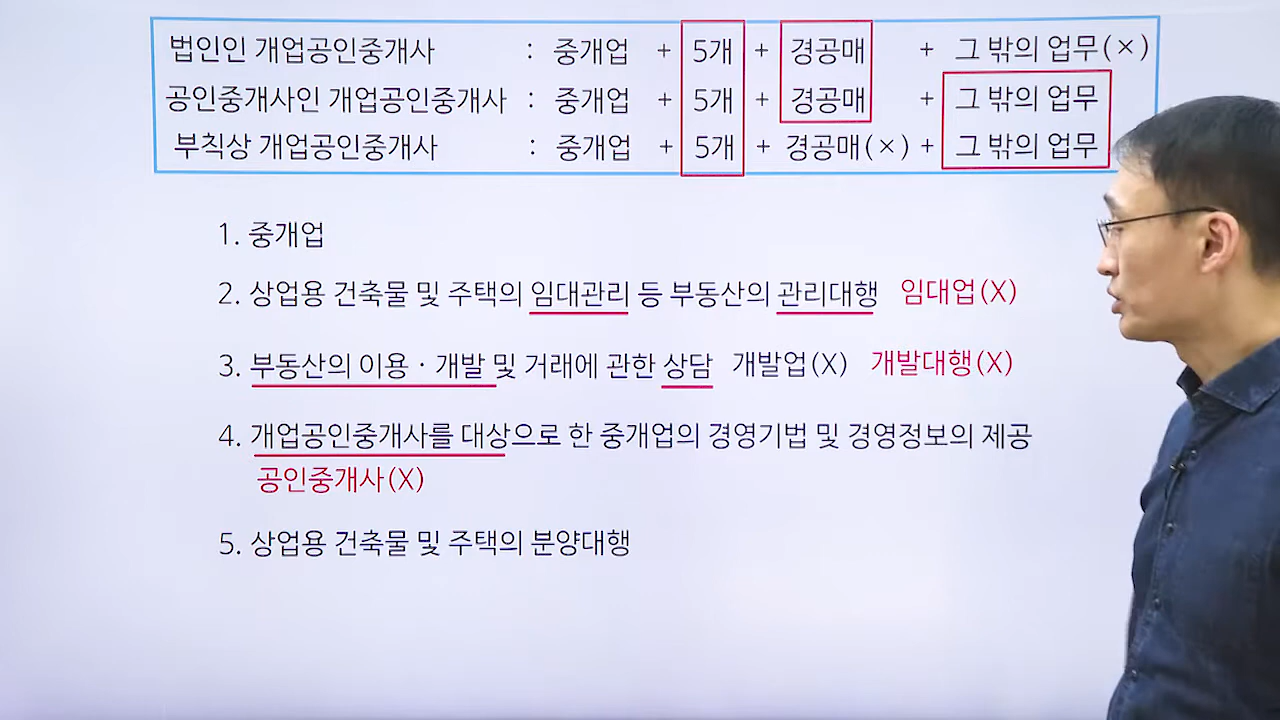 법인인 개업공인중개사 : 중개업 + 5개 + 경공매 + 그 밖의 업무(×)
공인중개사인 개업공인중개사 : 중개업 + 5개 + 경공매 + 그 밖의 업무
부칙상 개업공인중개사 : 중개업 + 5개 + 경공매(×) + 그 밖의 업무
1. 중개업
2. 상업용 건축물 및 주택의 임대관리 등 부동산의 관리대행 임대업(X)
3. 부동산의 이용·개발 및 거래에 관한 상담 개발업(X) 개발대행(X)
4. 개업공인중개사를 대상으로 한 중개업의 경영기법 및 경영정보의 제공
공인중개사(X)
5. 상업용 건축물 및 주택의 분양대행